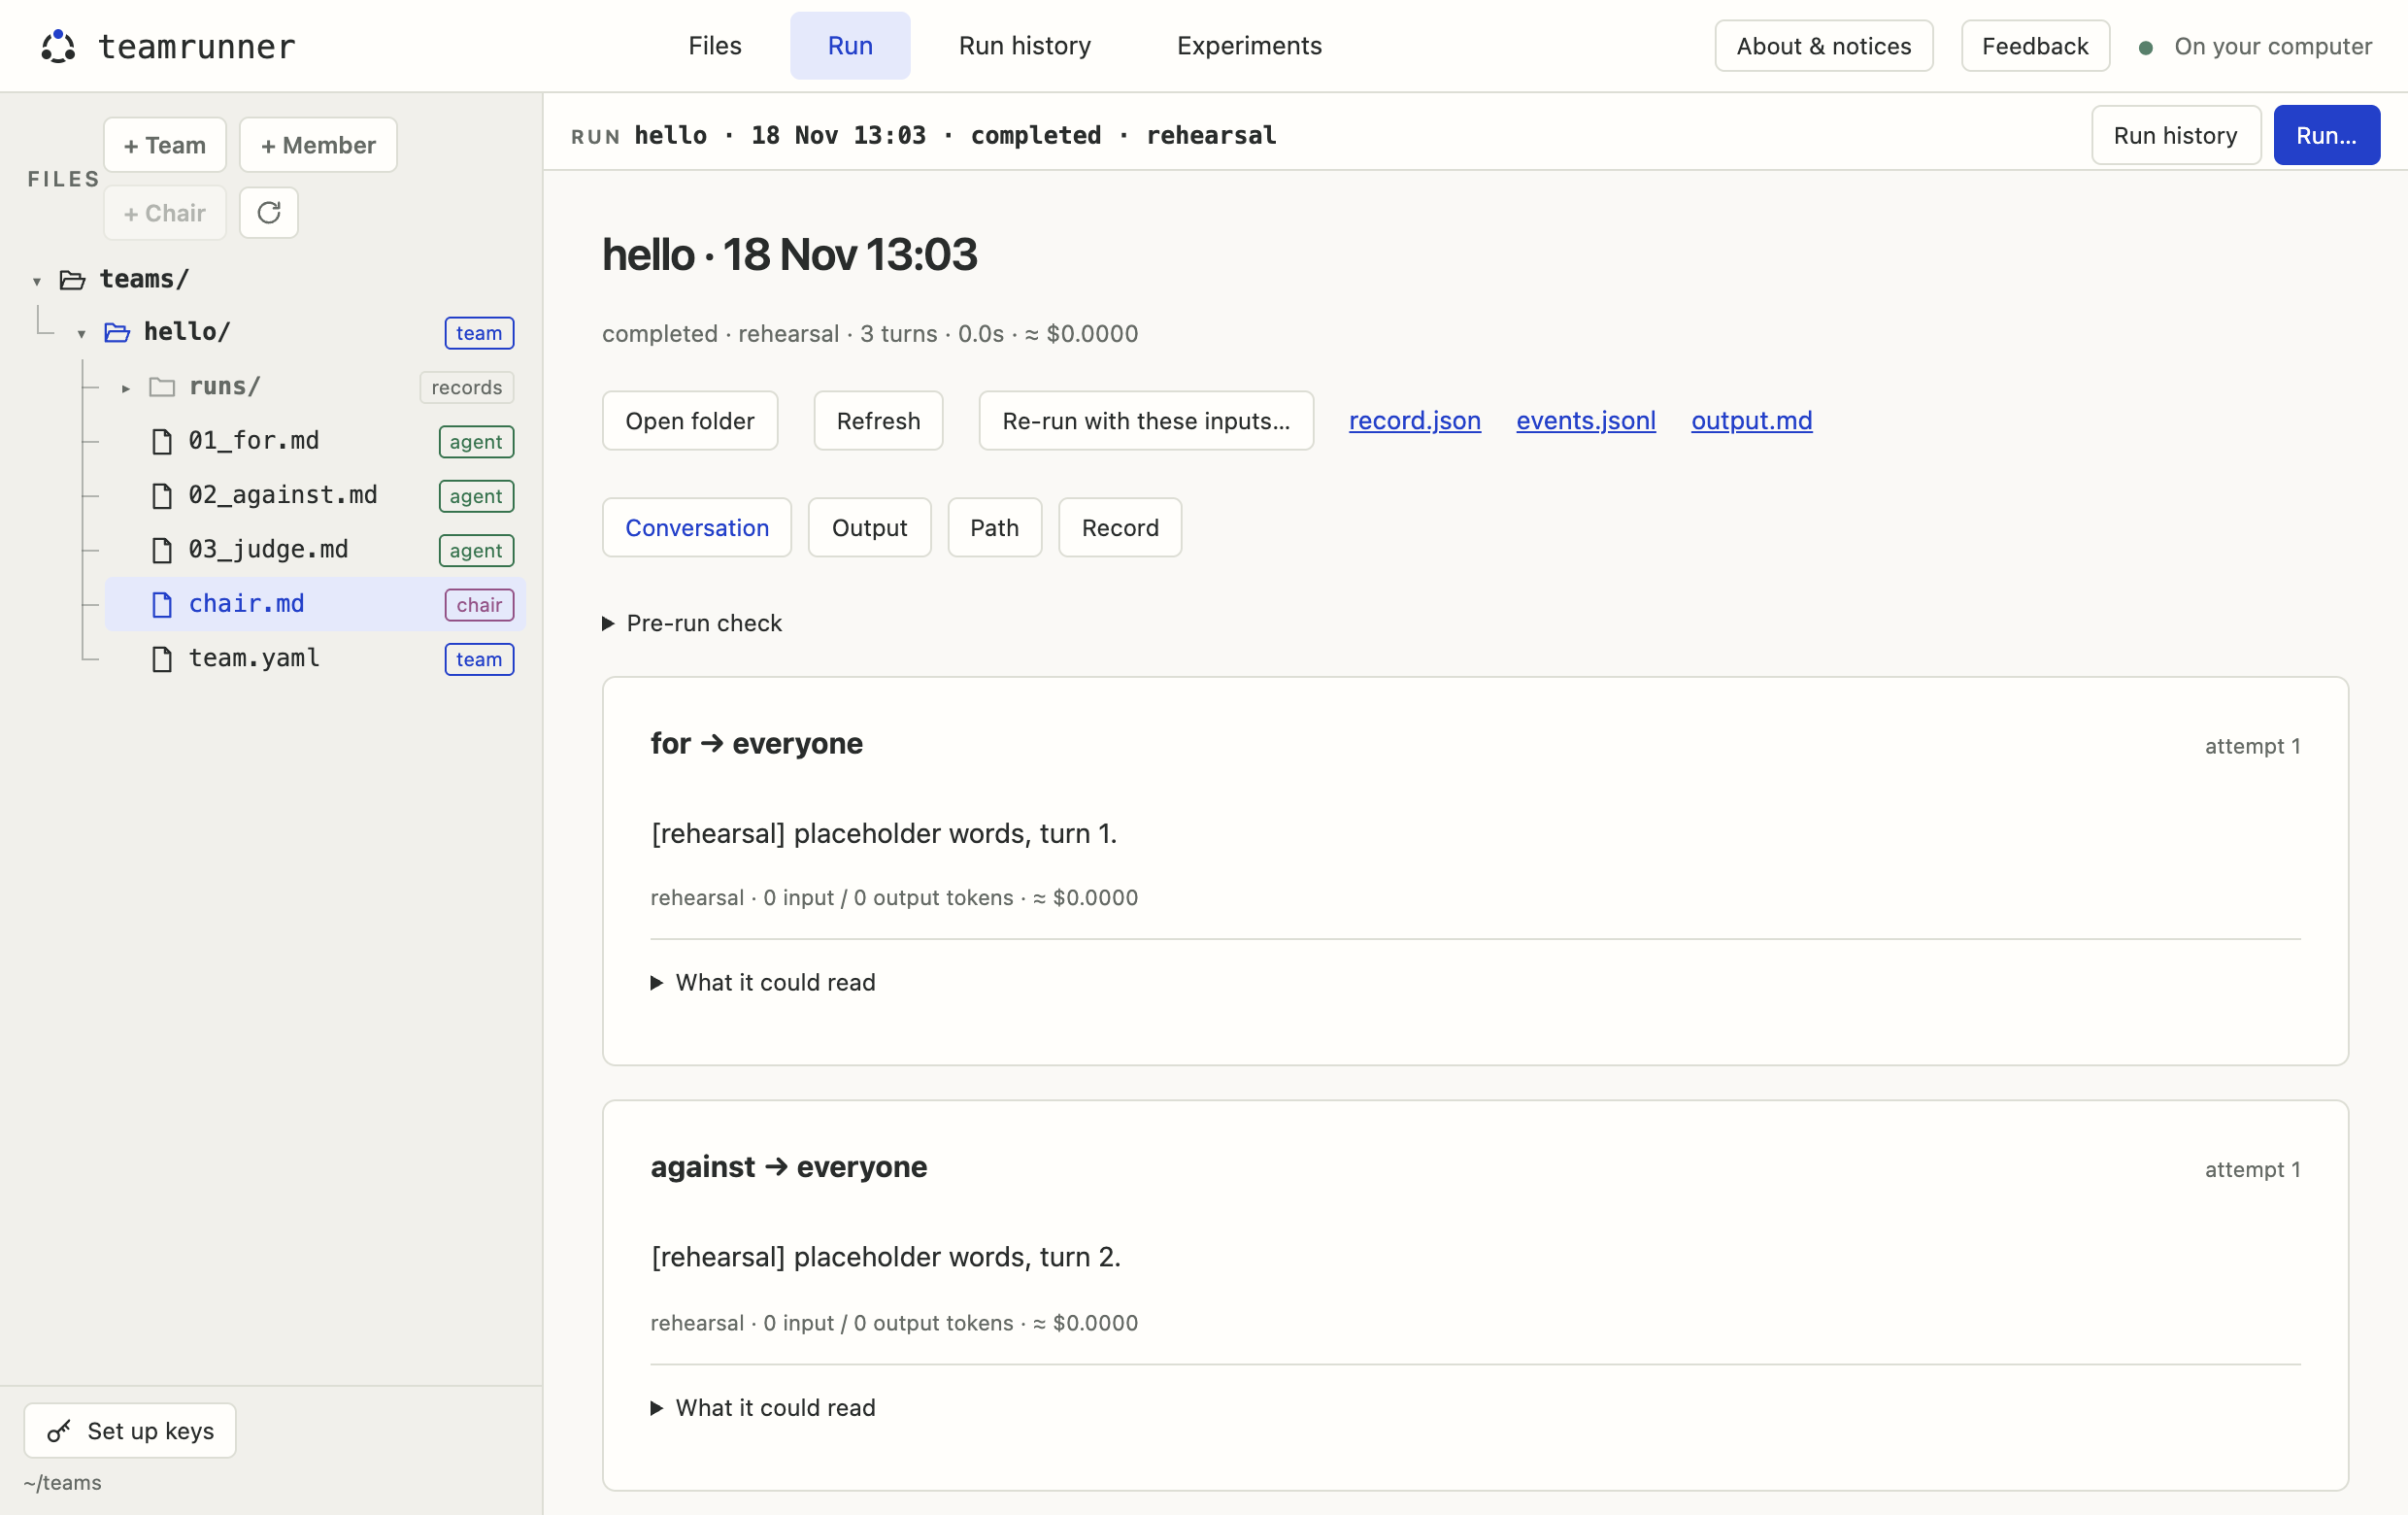 teamrunner
Files
Run
Run history
Experiments
About & notices
Feedback
On your computer
FILES
+ Team
+ Member
+ Chair
teams/
hello/ team
runs/ records
01_for.md agent
02_against.md agent
03_judge.md agent
chair.md chair
team.yaml team
Set up keys
~/teams
RUN hello · 18 Nov 13:03 · completed · rehearsal
Run history
Run...
hello · 18 Nov 13:03
completed · rehearsal · 3 turns · 0.0s · ≈ $0.0000
Open folder
Refresh
Re-run with these inputs...
record.json
events.jsonl
output.md
Conversation
Output
Path
Record
Pre-run check
for → everyone
attempt 1
[rehearsal] placeholder words, turn 1.
rehearsal · 0 input / 0 output tokens · ≈ $0.0000
What it could read
against → everyone
attempt 1
[rehearsal] placeholder words, turn 2.
rehearsal · 0 input / 0 output tokens · ≈ $0.0000
What it could read